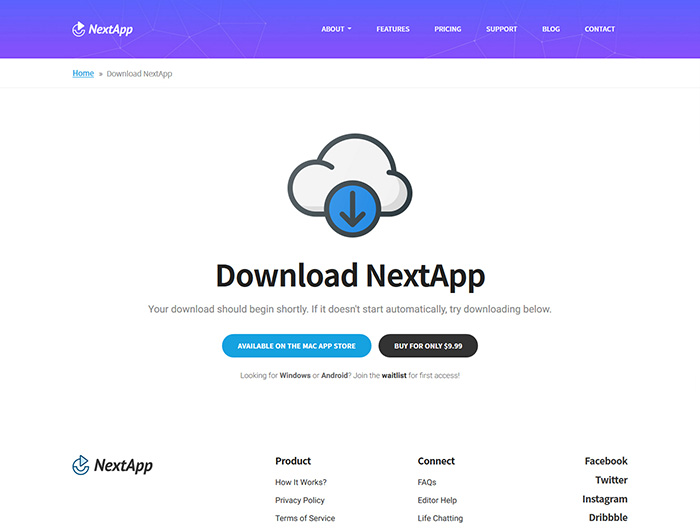 NextApp ABOUT FEATURES PRICING SUPPORT BLOG CONTACT
Home » Download NextApp
Download NextApp
Your download should begin shortly. If it doesn't start automatically, try downloading below.
AVAILABLE ON THE MAC APP STORE BUY FOR ONLY $9.99
Looking for Windows or Android? Join the waitlist for first access!
NextApp Product Connect Facebook
How It Works? FAQs Twitter
Privacy Policy Editor Help Instagram
Terms of Service Life Chatting Dribbble